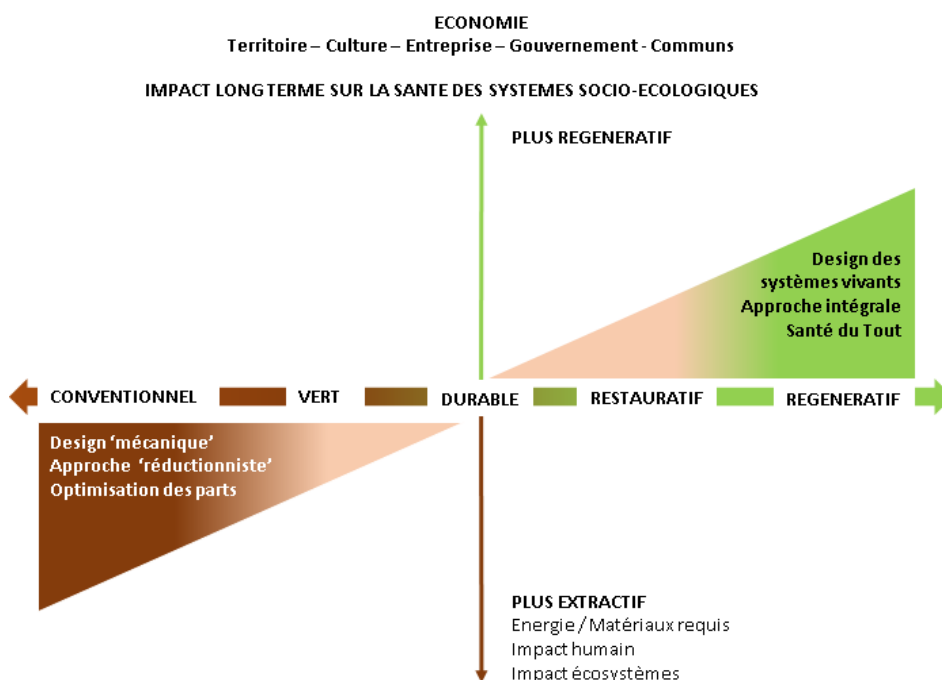 ECONOMIE
Territoire – Culture – Entreprise – Gouvernement - Communs
IMPACT LONG TERME SUR LA SANTE DES SYSTEMES SOCIO-ECOLOGIQUES
PLUS REGENERATIF
Design des
systèmes vivants
Approche intégrale
Santé du Tout
CONVENTIONNEL VERT DURABLE RESTAURATIF REGENERATIF
Design ‘mécanique’
Approche ‘réductionniste’
Optimisation des parts
PLUS EXTRACTIF
Energie / Matériaux requis
Impact humain
Impact écosystèmes